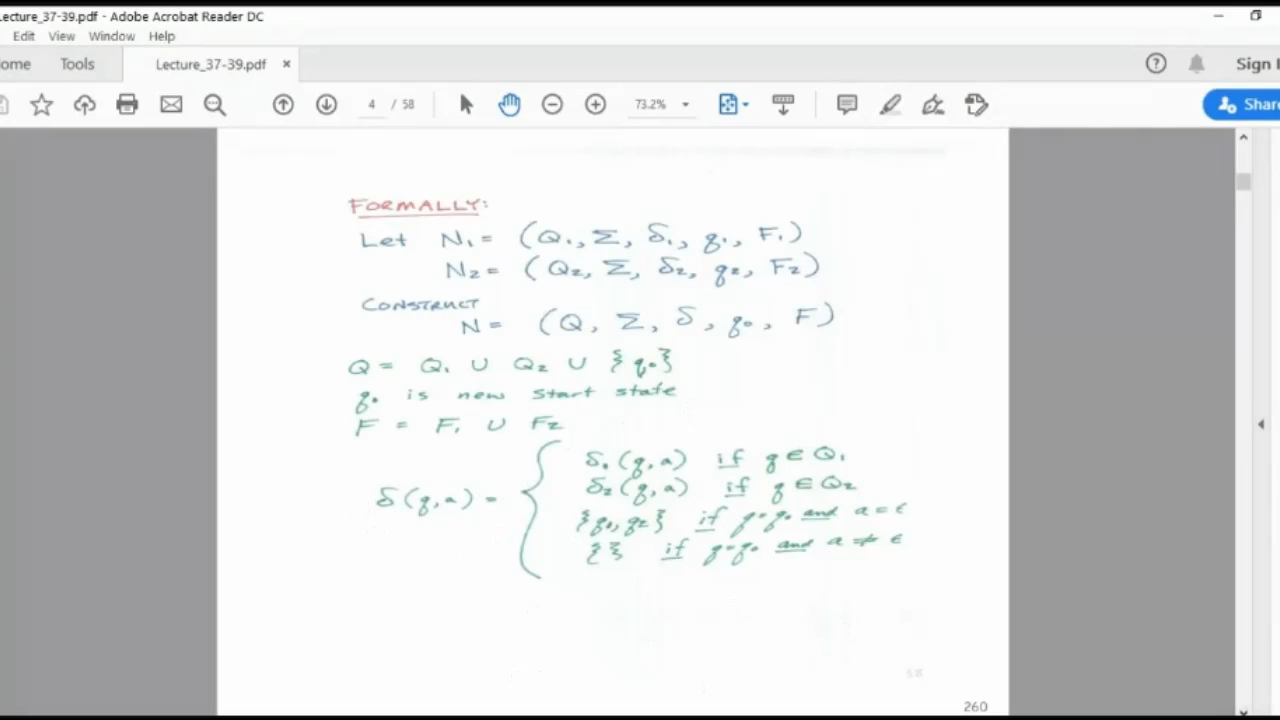 Lecture_37-39.pdf - Adobe Acrobat Reader DC
Edit View Window Help
ome Tools Lecture_37-39.pdf × Sign I
4 / 58 73.2% Shar
FORMALLY:
Let N₁ = (Q₁, Σ, δ₁, q₁, F₁)
N₂ = (Q₂, Σ, δ₂, q₂, F₂)
CONSTRUCT
N = (Q, Σ, δ, q₀, F)
Q = Q₁ ∪ Q₂ ∪ {q₀}
q₀ is new start state
F = F₁ ∪ F₂
δ₁(q,a) if q ∈ Q₁
δ₂(q,a) if q ∈ Q₂
δ(q,a) =
{q₁, q₂} if q=q₀ and a=ε
{} if q=q₀ and a ≠ ε
260